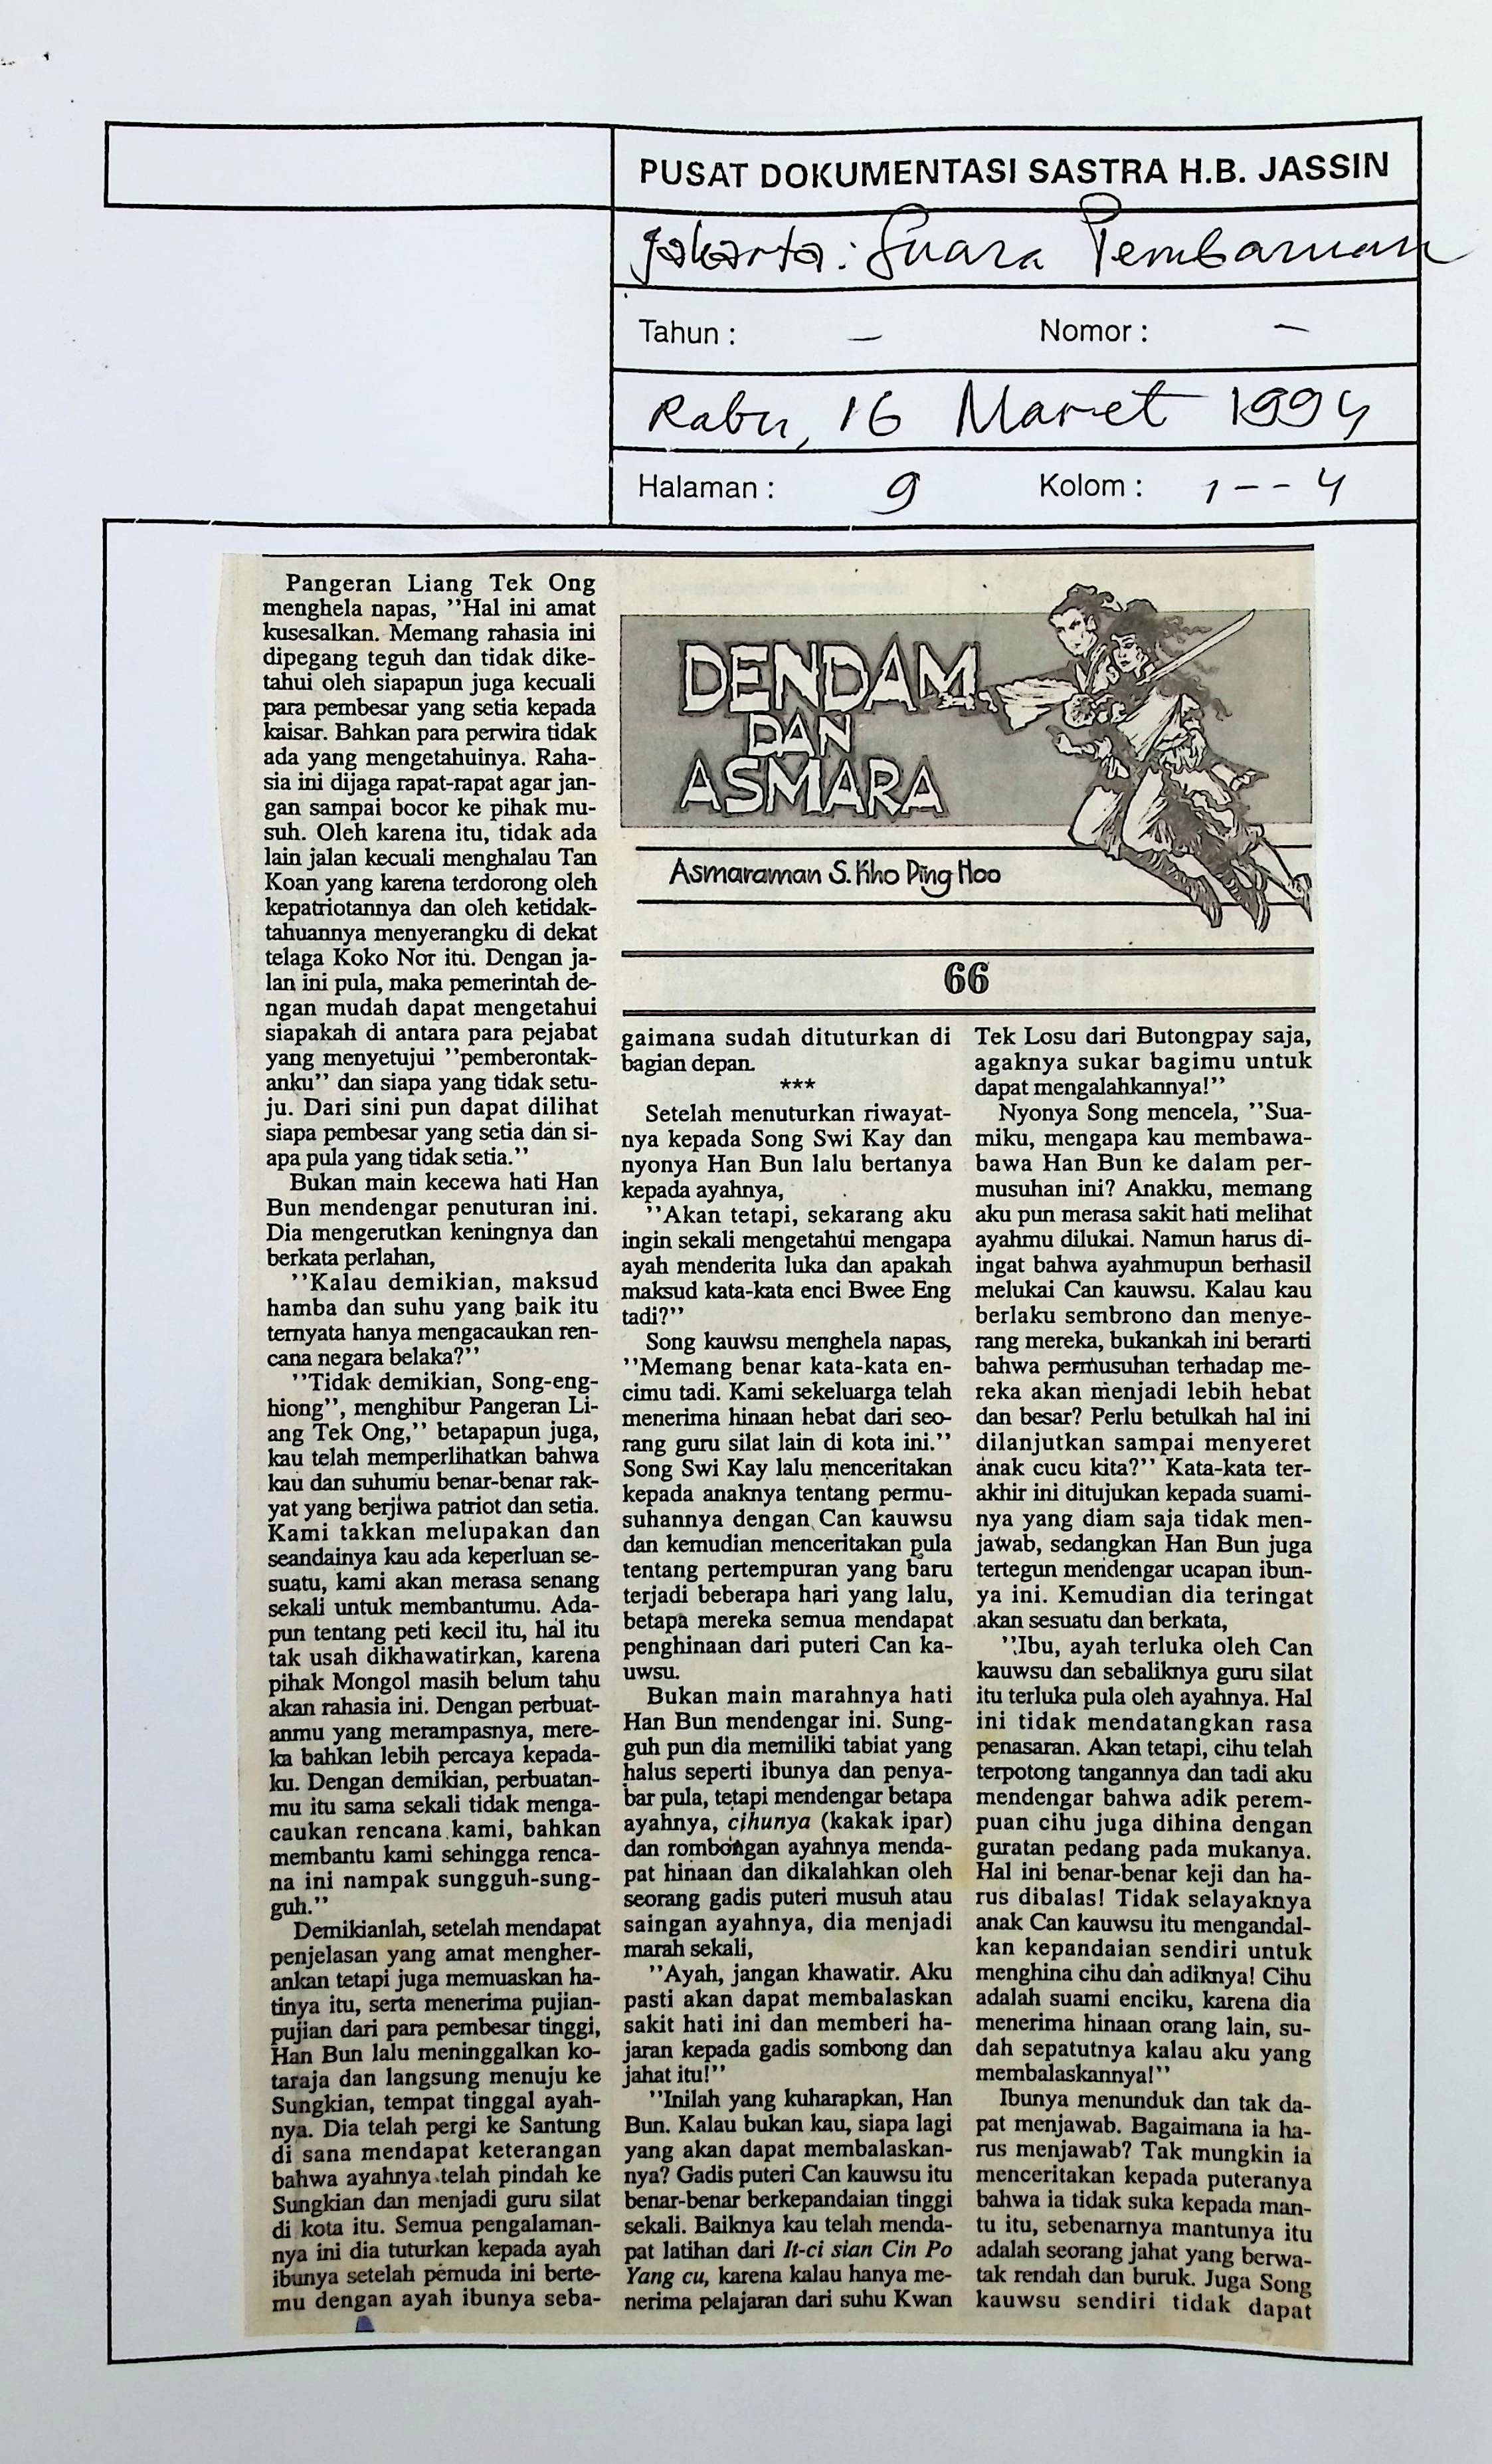 PUSAT DOKUMENTASI SASTRA H.B. JASSIN
Jakarta: Suara Pembaruan
Tahun : — Nomor : —
Rabu, 16 Maret 1994
Halaman : 9 Kolom : 1 -- 4
Pangeran Liang Tek Ong
menghela napas, ''Hal ini amat
kusesalkan. Memang rahasia ini
dipegang teguh dan tidak dike-
tahui oleh siapapun juga kecuali
para pembesar yang setia kepada
kaisar. Bahkan para perwira tidak
ada yang mengetahuinya. Raha-
sia ini dijaga rapat-rapat agar jan-
gan sampai bocor ke pihak mu-
suh. Oleh karena itu, tidak ada
lain jalan kecuali menghalau Tan
Koan yang karena terdorong oleh
kepatriotannya dan oleh ketidak-
tahuannya menyerangku di dekat
telaga Koko Nor itu. Dengan ja-
lan ini pula, maka pemerintah de-
ngan mudah dapat mengetahui
siapakah di antara para pejabat
yang menyetujui ''pemberontak-
anku'' dan siapa yang tidak setu-
ju. Dari sini pun dapat dilihat
siapa pembesar yang setia dan si-
apa pula yang tidak setia.''
Bukan main kecewa hati Han
Bun mendengar penuturan ini.
Dia mengerutkan keningnya dan
berkata perlahan,
''Kalau demikian, maksud
hamba dan suhu yang baik itu
ternyata hanya mengacaukan ren-
cana negara belaka?''
''Tidak demikian, Song-eng-
hiong'', menghibur Pangeran Li-
ang Tek Ong,'' betapapun juga,
kau telah memperlihatkan bahwa
kau dan suhumu benar-benar rak-
yat yang berjiwa patriot dan setia.
Kami takkan melupakan dan
seandainya kau ada keperluan se-
suatu, kami akan merasa senang
sekali untuk membantumu. Ada-
pun tentang peti kecil itu, hal itu
tak usah dikhawatirkan, karena
pihak Mongol masih belum tahu
akan rahasia ini. Dengan perbuat-
anmu yang merampasnya, mere-
ka bahkan lebih percaya kepada-
ku. Dengan demikian, perbuatan-
mu itu sama sekali tidak menga-
caukan rencana kami, bahkan
membantu kami sehingga renca-
na ini nampak sungguh-sung-
guh.''
Demikianlah, setelah mendapat
penjelasan yang amat mengher-
ankan tetapi juga memuaskan ha-
tinya itu, serta menerima pujian-
pujian dari para pembesar tinggi,
Han Bun lalu meninggalkan ko-
taraja dan langsung menuju ke
Sungkian, tempat tinggal ayah-
nya. Dia telah pergi ke Santung
di sana mendapat keterangan
bahwa ayahnya telah pindah ke
Sungkian dan menjadi guru silat
di kota itu. Semua pengalaman-
nya ini dia tuturkan kepada ayah
ibunya setelah pemuda ini berte-
mu dengan ayah ibunya seba-
DENDAM
DAN
ASMARA
Asmaraman S. Kho Ping Hoo
66
gaimana sudah dituturkan di
bagian depan.
***
Setelah menuturkan riwayat-
nya kepada Song Swi Kay dan
nyonya Han Bun lalu bertanya
kepada ayahnya,
''Akan tetapi, sekarang aku
ingin sekali mengetahui mengapa
ayah menderita luka dan apakah
maksud kata-kata enci Bwee Eng
tadi?''
Song kauwsu menghela napas,
''Memang benar kata-kata en-
cimu tadi. Kami sekeluarga telah
menerima hinaan hebat dari seo-
rang guru silat lain di kota ini.''
Song Swi Kay lalu menceritakan
kepada anaknya tentang permu-
suhannya dengan Can kauwsu
dan kemudian menceritakan pula
tentang pertempuran yang baru
terjadi beberapa hari yang lalu,
betapa mereka semua mendapat
penghinaan dari puteri Can ka-
uwsu.
Bukan main marahnya hati
Han Bun mendengar ini. Sung-
guh pun dia memiliki tabiat yang
halus seperti ibunya dan penya-
bar pula, tetapi mendengar betapa
ayahnya, cihunya (kakak ipar)
dan rombongan ayahnya menda-
pat hinaan dan dikalahkan oleh
seorang gadis puteri musuh atau
saingan ayahnya, dia menjadi
marah sekali,
''Ayah, jangan khawatir. Aku
pasti akan dapat membalaskan
sakit hati ini dan memberi ha-
jaran kepada gadis sombong dan
jahat itu!''
''Inilah yang kuharapkan, Han
Bun. Kalau bukan kau, siapa lagi
yang akan dapat membalaskan-
nya? Gadis puteri Can kauwsu itu
benar-benar berkepandaian tinggi
sekali. Baiknya kau telah menda-
pat latihan dari It-ci sian Cin Po
Yang cu, karena kalau hanya me-
nerima pelajaran dari suhu Kwan
Tek Losu dari Butongpay saja,
agaknya sukar bagimu untuk
dapat mengalahkannya!''
Nyonya Song mencela, ''Sua-
miku, mengapa kau membawa-
bawa Han Bun ke dalam per-
musuhan ini? Anakku, memang
aku pun merasa sakit hati melihat
ayahmu dilukai. Namun harus di-
ingat bahwa ayahmupun berhasil
melukai Can kauwsu. Kalau kau
berlaku sembrono dan menye-
rang mereka, bukankah ini berarti
bahwa permusuhan terhadap me-
reka akan menjadi lebih hebat
dan besar? Perlu betulkah hal ini
dilanjutkan sampai menyeret
anak cucu kita?'' Kata-kata ter-
akhir ini ditujukan kepada suami-
nya yang diam saja tidak men-
jawab, sedangkan Han Bun juga
tertegun mendengar ucapan ibun-
ya ini. Kemudian dia teringat
akan sesuatu dan berkata,
''Ibu, ayah terluka oleh Can
kauwsu dan sebaliknya guru silat
itu terluka pula oleh ayahnya. Hal
ini tidak mendatangkan rasa
penasaran. Akan tetapi, cihu telah
terpotong tangannya dan tadi aku
mendengar bahwa adik perem-
puan cihu juga dihina dengan
guratan pedang pada mukanya.
Hal ini benar-benar keji dan ha-
rus dibalas! Tidak selayaknya
anak Can kauwsu itu mengandal-
kan kepandaian sendiri untuk
menghina cihu dan adiknya! Cihu
adalah suami enciku, karena dia
menerima hinaan orang lain, su-
dah sepatutnya kalau aku yang
membalaskannya!''
Ibunya menunduk dan tak da-
pat menjawab. Bagaimana ia ha-
rus menjawab? Tak mungkin ia
menceritakan kepada puteranya
bahwa ia tidak suka kepada man-
tu itu, sebenarnya mantunya itu
adalah seorang jahat yang berwa-
tak rendah dan buruk. Juga Song
kauwsu sendiri tidak dapat